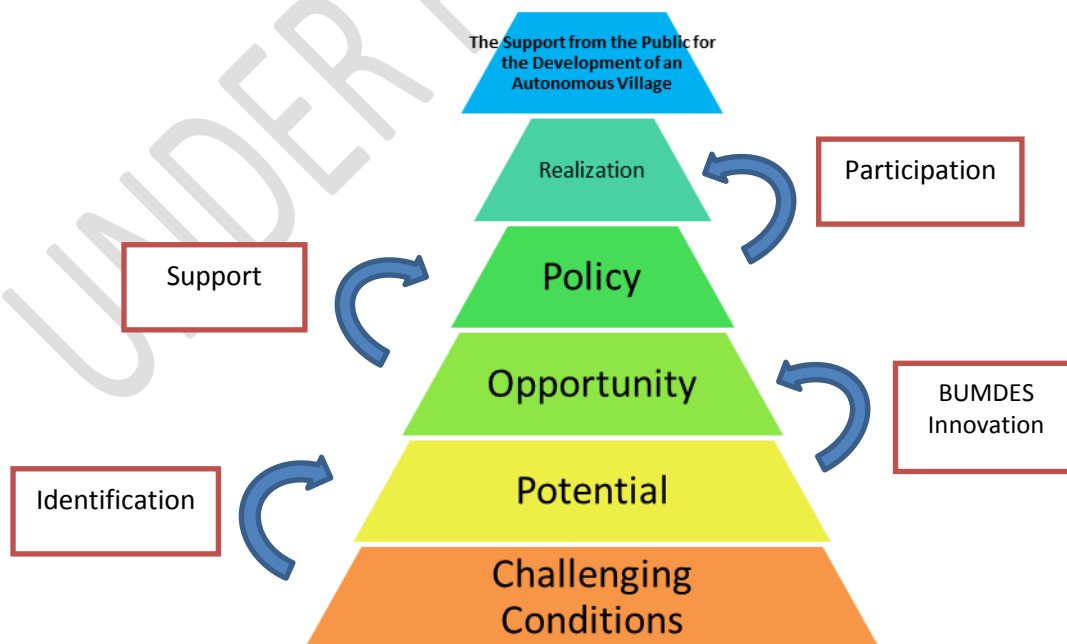 UNDER
The Support from the Public for
the Development of an
Autonomous Village
Realization
Participation
Support
Policy
Opportunity
BUMDES
Innovation
Identification
Potential
Challenging
Conditions